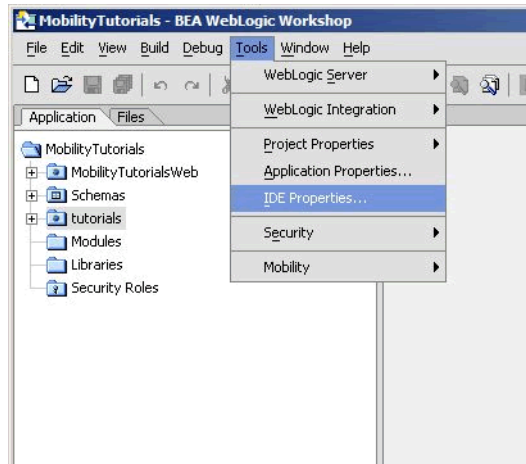 MobilityTutorials - BEA WebLogic Workshop
File Edit View Build Debug Tools Window Help
WebLogic Server
WebLogic Integration
Project Properties
Application Properties...
IDE Properties...
Security
Mobility
Application Files
MobilityTutorials
MobilityTutorialsWeb
Schemas
tutorials
Modules
Libraries
Security Roles